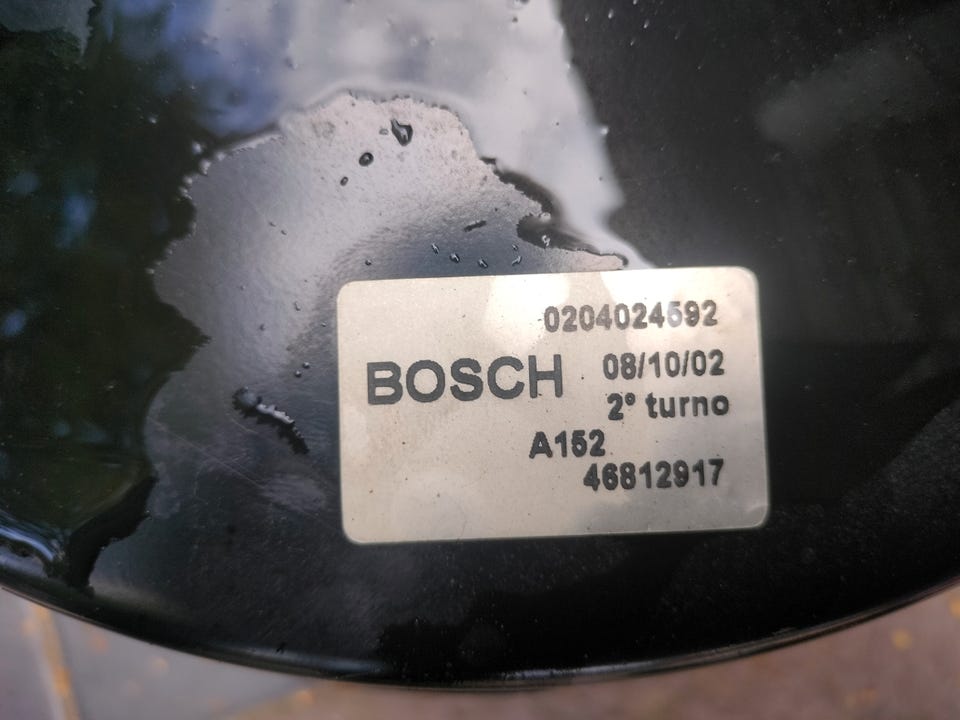 0204024592
BOSCH 08/10/02
2° turno
A152
46812917